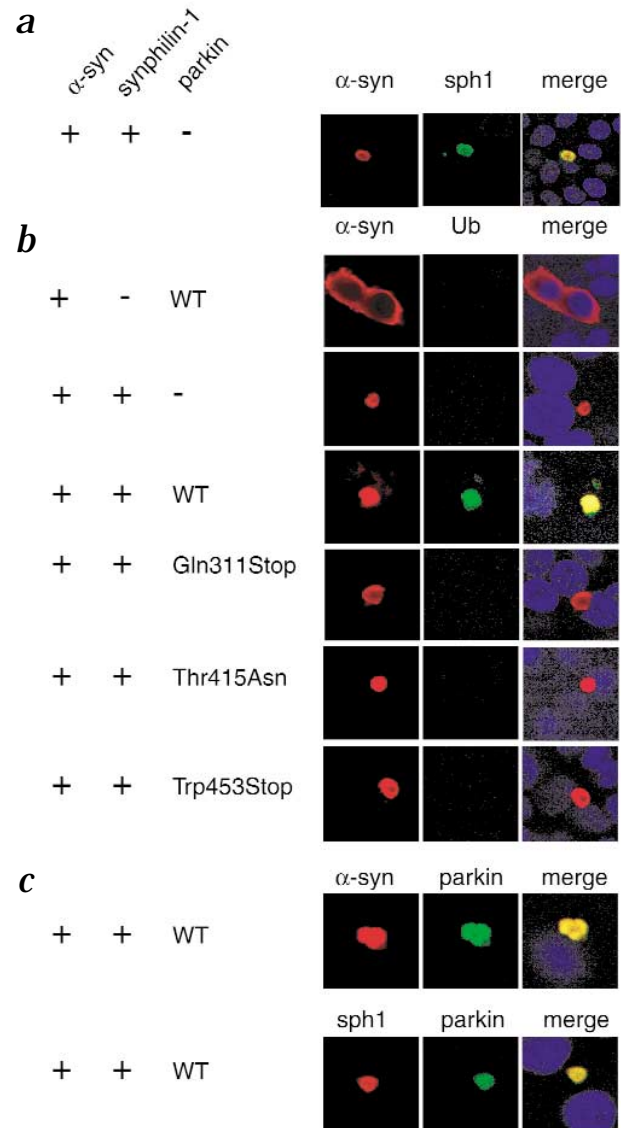 a
α-syn synphilin-1 parkin
α-syn sph1 merge
+ + -
b
α-syn Ub merge
+ - WT
+ + -
+ + WT
+ + Gln311Stop
+ + Thr415Asn
+ + Trp453Stop
c
α-syn parkin merge
+ + WT
sph1 parkin merge
+ + WT